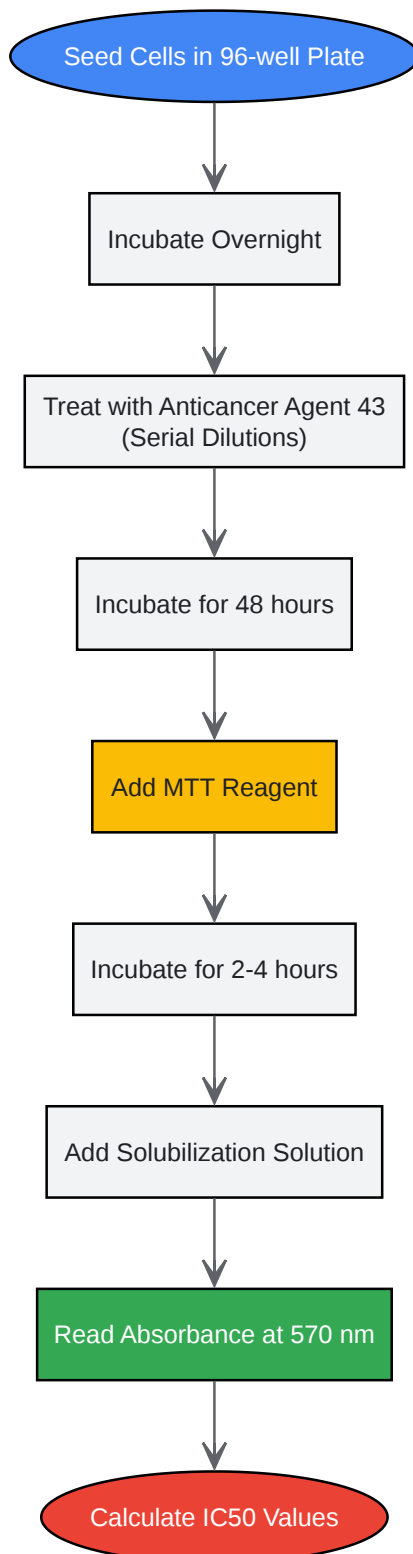 Seed Cells in 96-well Plate
Incubate Overnight
Treat with Anticancer Agent 43
(Serial Dilutions)
Incubate for 48 hours
Add MTT Reagent
Incubate for 2-4 hours
Add Solubilization Solution
Read Absorbance at 570 nm
Calculate IC50 Values